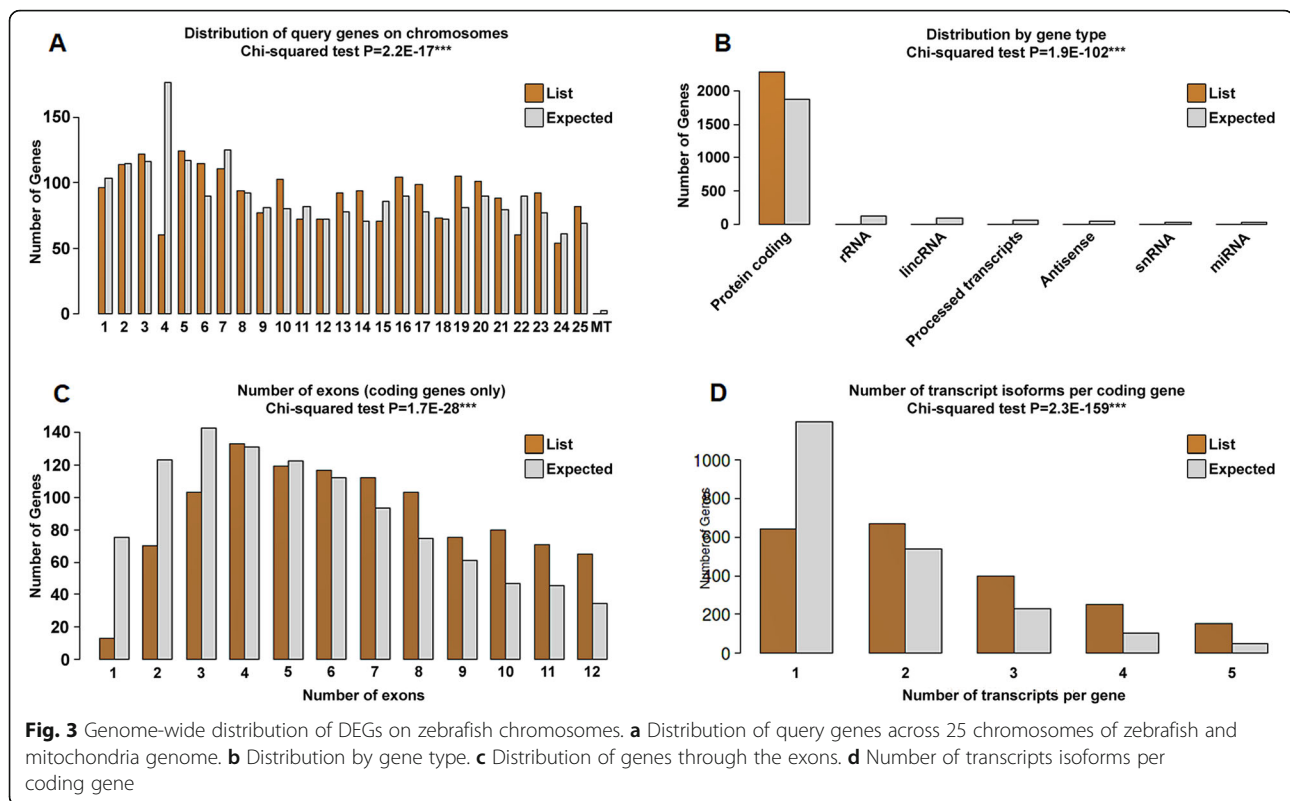 A
Distribution of query genes on chromosomes
Chi-squared test P=2.2E-17***
List
Expected
Number of Genes
150
100
50
0
1 2 3 4 5 6 7 8 9 10 11 12 13 14 15 16 17 18 19 20 21 22 23 24 25 MT
B
Distribution by gene type
Chi-squared test P=1.9E-102***
List
Expected
Number of Genes
2000
1500
1000
500
0
Protein coding
rRNA
lincRNA
Processed transcripts
Antisense
snRNA
miRNA
C
Number of exons (coding genes only)
Chi-squared test P=1.7E-28***
List
Expected
Number of Genes
140
120
100
80
60
40
20
0
1 2 3 4 5 6 7 8 9 10 11 12
Number of exons
D
Number of transcript isoforms per coding gene
Chi-squared test P=2.3E-159***
List
Expected
Number of Genes
1000
800
600
400
200
0
1 2 3 4 5
Number of transcripts per gene
Fig. 3 Genome-wide distribution of DEGs on zebrafish chromosomes. a Distribution of query genes across 25 chromosomes of zebrafish and
mitochondria genome. b Distribution by gene type. c Distribution of genes through the exons. d Number of transcripts isoforms per
coding gene